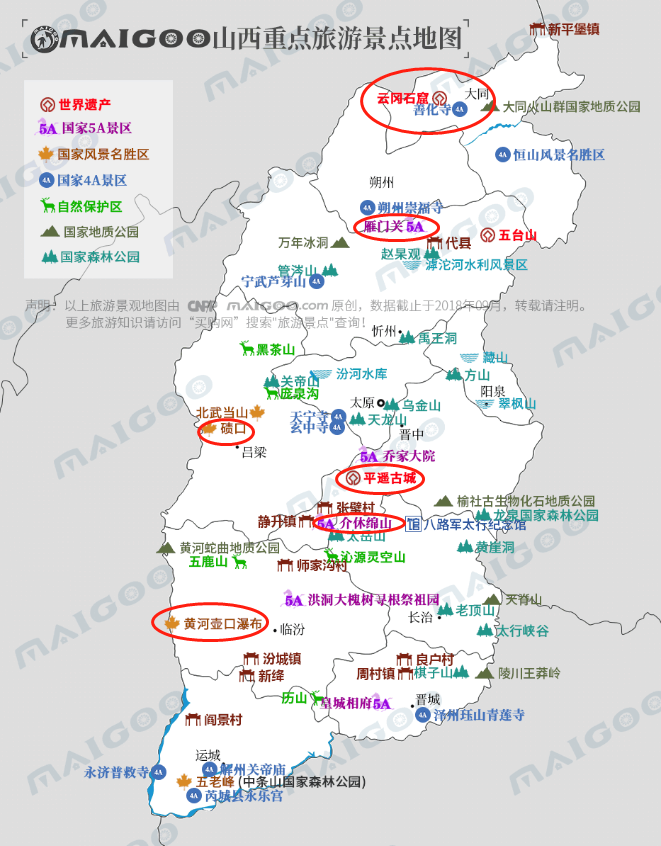 MAIGOO山西重点旅游景点地图
世界遗产
5A 国家5A景区
国家风景名胜区
4A 国家4A景区
自然保护区
国家地质公园
国家森林公园
新平堡镇
云冈石窟
大同
善化寺 4A
大同火山群国家地质公园
4A 恒山风景名胜区
朔州
4A 朔州崇福寺
雁门关 5A
五台山
代县
万年冰洞
赵杲观
滹沱河水利风景区
管涔山
宁武芦芽山 4A
声明：以上旅游景观地图由 CNPP MAIGOO.com 原创，数据截止于2018年09月，转载请注明。
更多旅游知识请访问“买购网”搜索"旅游景点"查询！
忻州
禹王洞
黑茶山
藏山
关帝山
汾河水库
方山
庞泉沟
阳泉
太原
乌金山
翠枫山
北武当山
天宁寺 4A
天龙山
碛口
玄中寺 4A
晋中
吕梁
5A 乔家大院
平遥古城
榆社古生物化石地质公园
张壁村
龙泉国家森林公园
静升镇
5A 介休绵山
馆 八路军太行纪念馆
太岳山
黄河蛇曲地质公园
黄崖洞
五鹿山
沁源灵空山
师家沟村
5A 洪洞大槐树寻根祭祖园
天脊山
老顶山
黄河壶口瀑布
临汾
长治
太行峡谷
汾城镇
良户村
新绛
周村镇
棋子山
陵川王莽岭
历山
皇城相府 5A
晋城
阎景村
4A 泽州珏山青莲寺
运城
永济普救寺 4A
4A 解州关帝庙
五老峰 (中条山国家森林公园)
4A 芮城县永乐宫